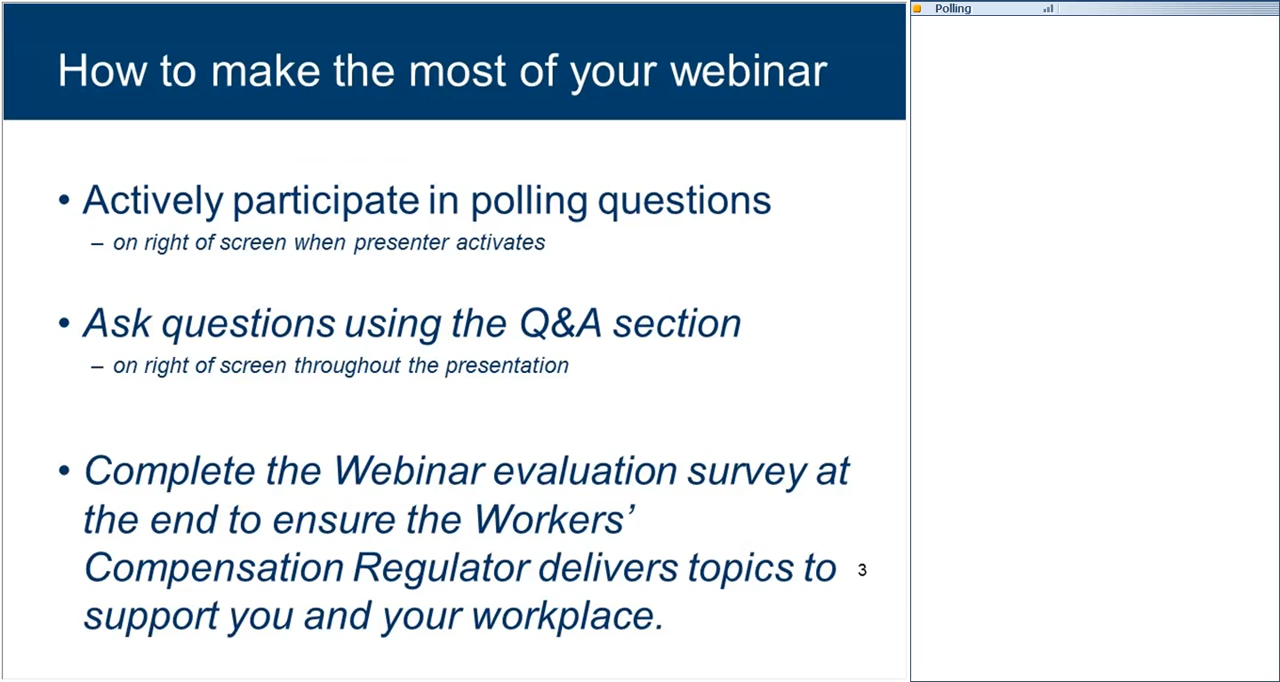 How to make the most of your webinar
• Actively participate in polling questions
– on right of screen when presenter activates
• Ask questions using the Q&A section
– on right of screen throughout the presentation
• Complete the Webinar evaluation survey at
the end to ensure the Workers’
Compensation Regulator delivers topics to
support you and your workplace.
3
Polling